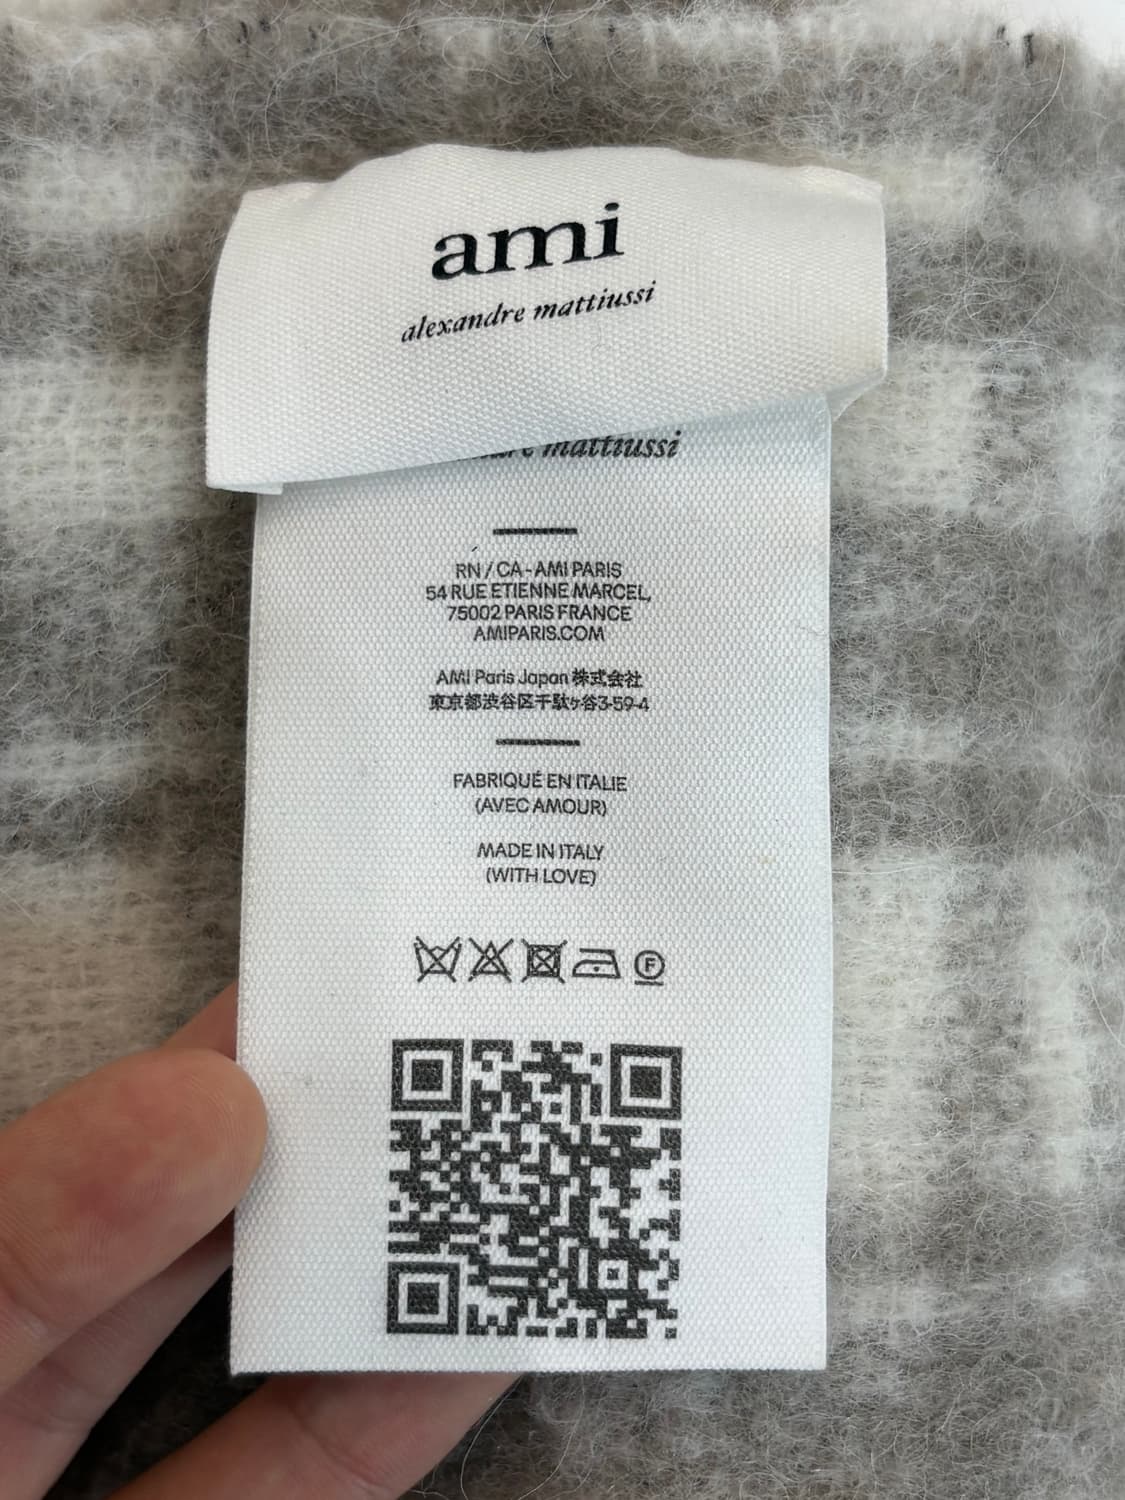 ami
alexandre mattiussi
mattiussi
RN / CA - AMI PARIS
54 RUE ETIENNE MARCEL,
75002 PARIS FRANCE
AMIPARIS.COM
AMI Paris Japan 株式会社
東京都渋谷区千駄ヶ谷3-59-4
FABRIQUÉ EN ITALIE
(AVEC AMOUR)
MADE IN ITALY
(WITH LOVE)
F